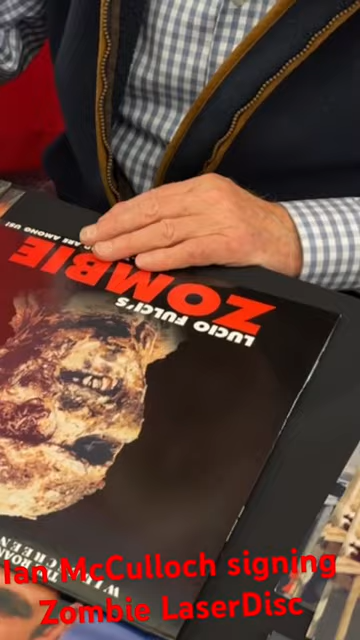 LUCIO FULCI'S
ZOMBIE
ARE AMONG US!
Ian McCulloch signing
Zombie LaserDisc